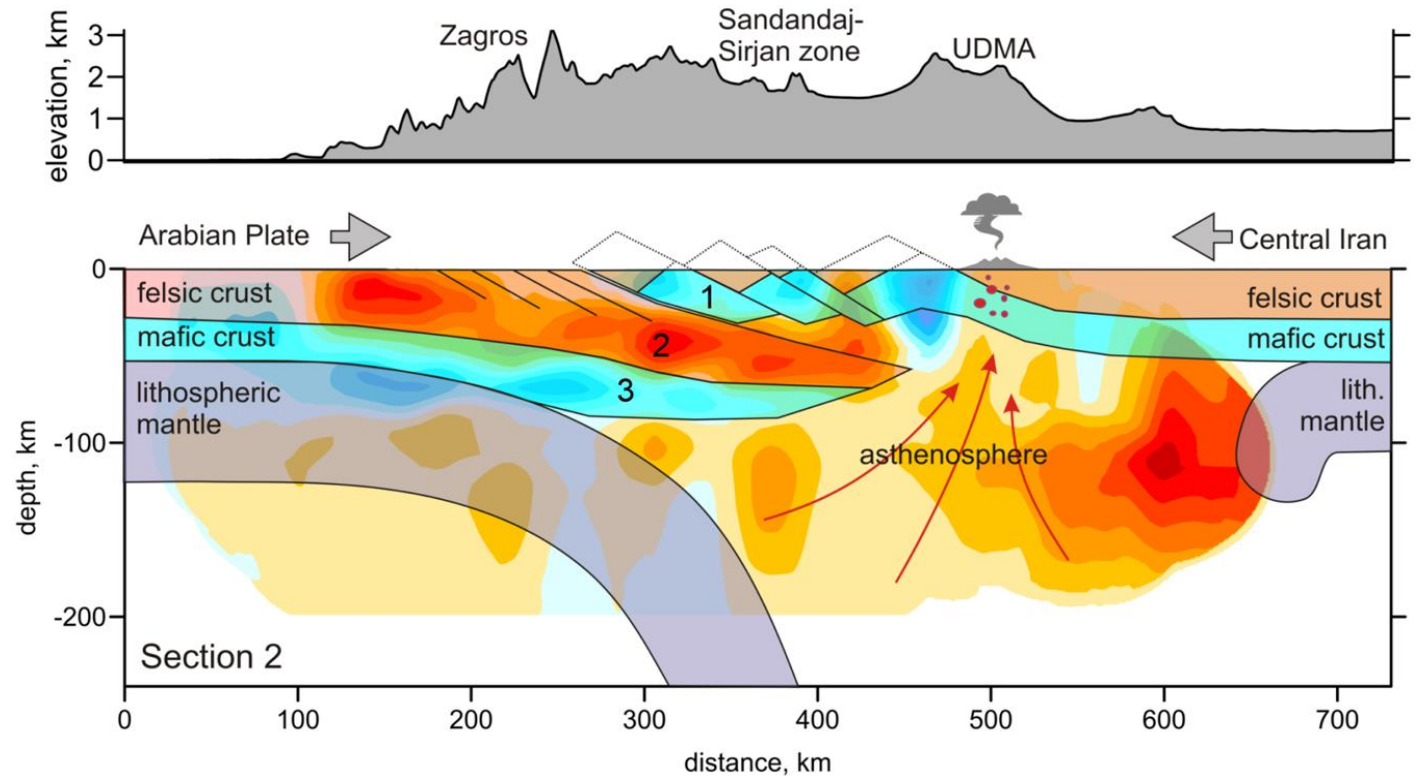 elevation, km
3
2
1
0
Zagros
Sandandaj-
Sirjan zone
UDMA
Arabian Plate
Central Iran
depth, km
0
-100
-200
felsic crust
mafic crust
lithospheric
mantle
1
2
3
asthenosphere
felsic crust
mafic crust
lith.
mantle
Section 2
0 100 200 300 400 500 600 700
distance, km